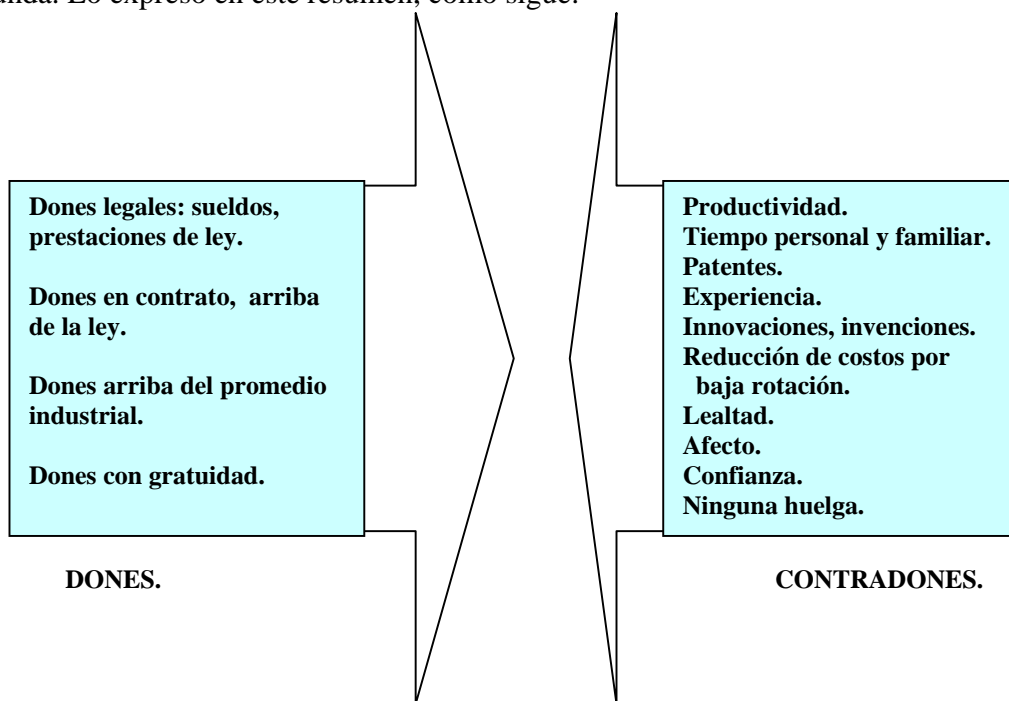 Lo expreso en este resumen, como sigue.
Dones legales: sueldos,
prestaciones de ley.
Dones en contrato, arriba
de la ley.
Dones arriba del promedio
industrial.
Dones con gratuidad.
DONES.
Productividad.
Tiempo personal y familiar.
Patentes.
Experiencia.
Innovaciones, invenciones.
Reducción de costos por
baja rotación.
Lealtad.
Afecto.
Confianza.
Ninguna huelga.
CONTRADONES.